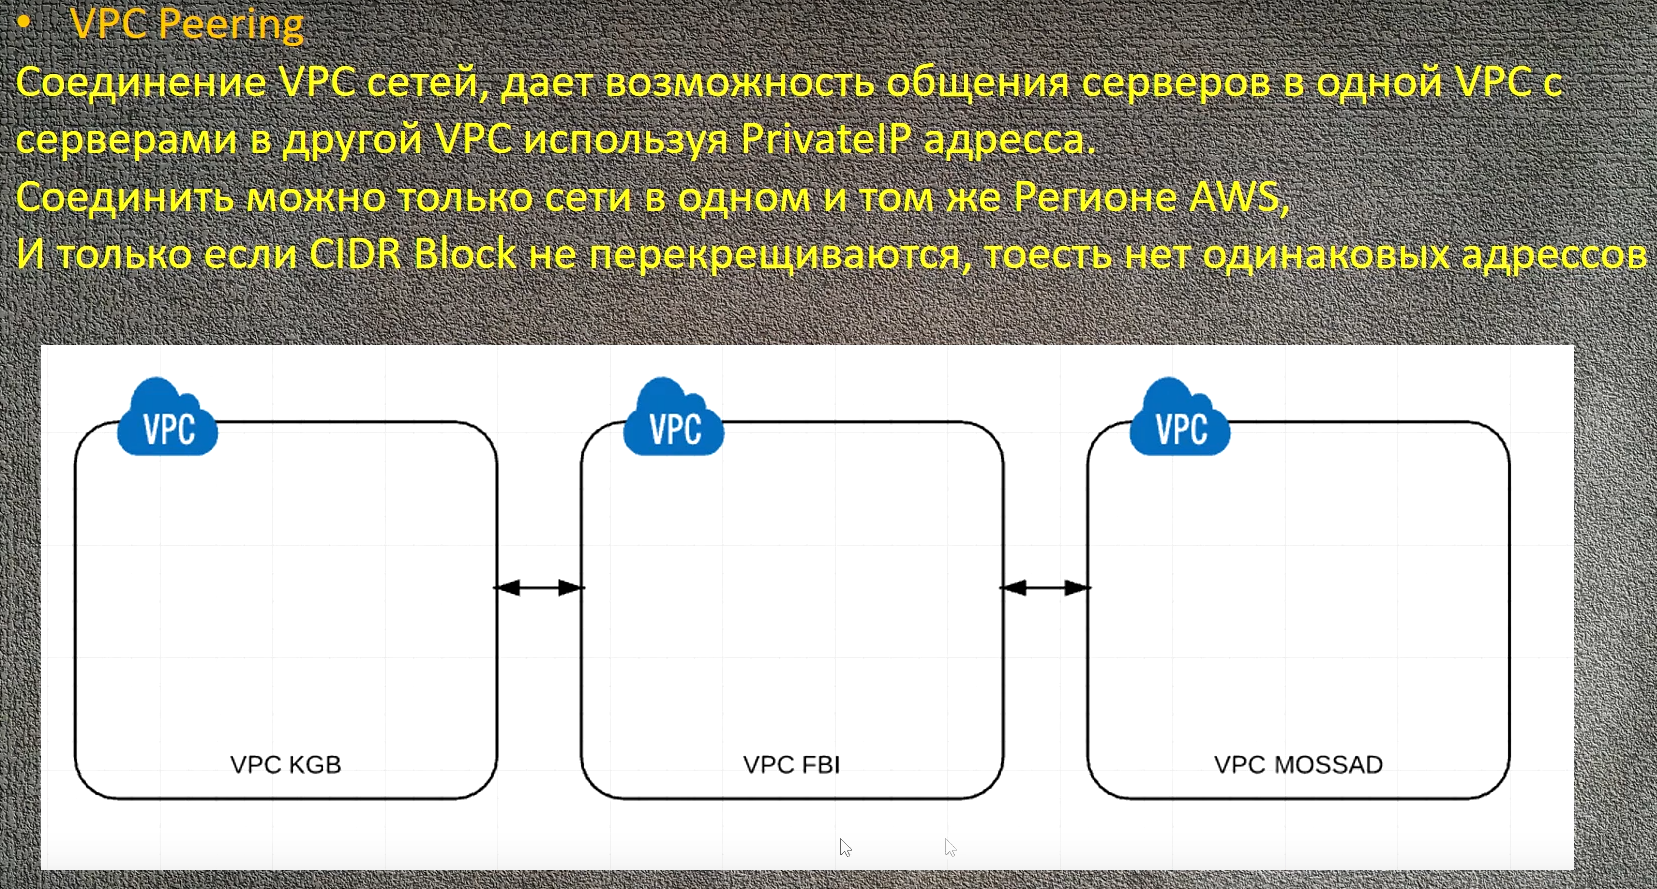 • VPC Peering
Соединение VPC сетей, дает возможность общения серверов в одной VPC с
серверами в другой VPC используя PrivateIP адресса.
Соединить можно только сети в одном и том же Регионе AWS,
И только если CIDR Block не перекрещиваются, тоесть нет одинаковых адрессов
VPC VPC VPC
VPC KGB VPC FBI VPC MOSSAD